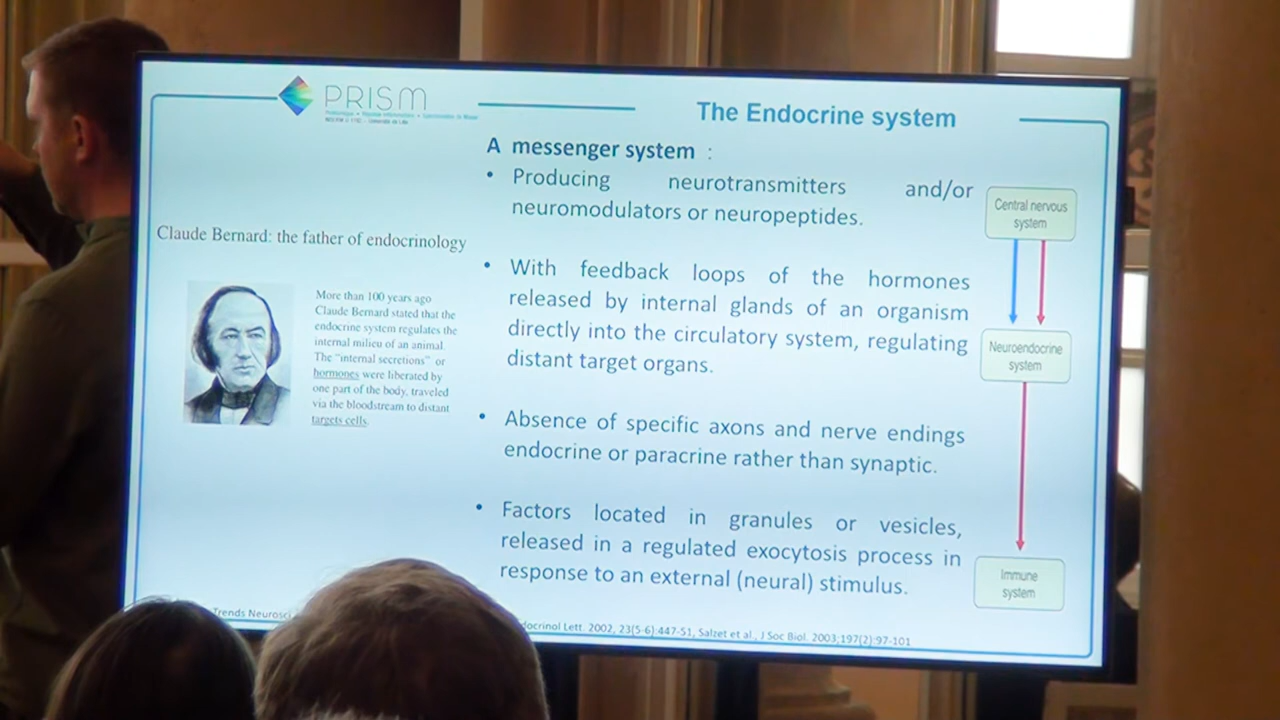 PRISM
The Endocrine system
Claude Bernard: the father of endocrinology
More than 100 years ago
Claude Bernard stated that the
endocrine system regulates the
internal milieu of an animal.
The "internal secretions" or
hormones were liberated by
one part of the body, traveled
via the bloodstream to distant
targets cells.
A messenger system :
• Producing neurotransmitters and/or
neuromodulators or neuropeptides.
• With feedback loops of the hormones
released by internal glands of an organism
directly into the circulatory system, regulating
distant target organs.
• Absence of specific axons and nerve endings
endocrine or paracrine rather than synaptic.
• Factors located in granules or vesicles,
released in a regulated exocytosis process in
response to an external (neural) stimulus.
Central nervous
system
Neuroendocrine
system
Immune
system
Trends Neurosci
docrinol Lett. 2002, 23(5-6):447-51, Salzet et al., J Soc Biol. 2003;197(2):97-101